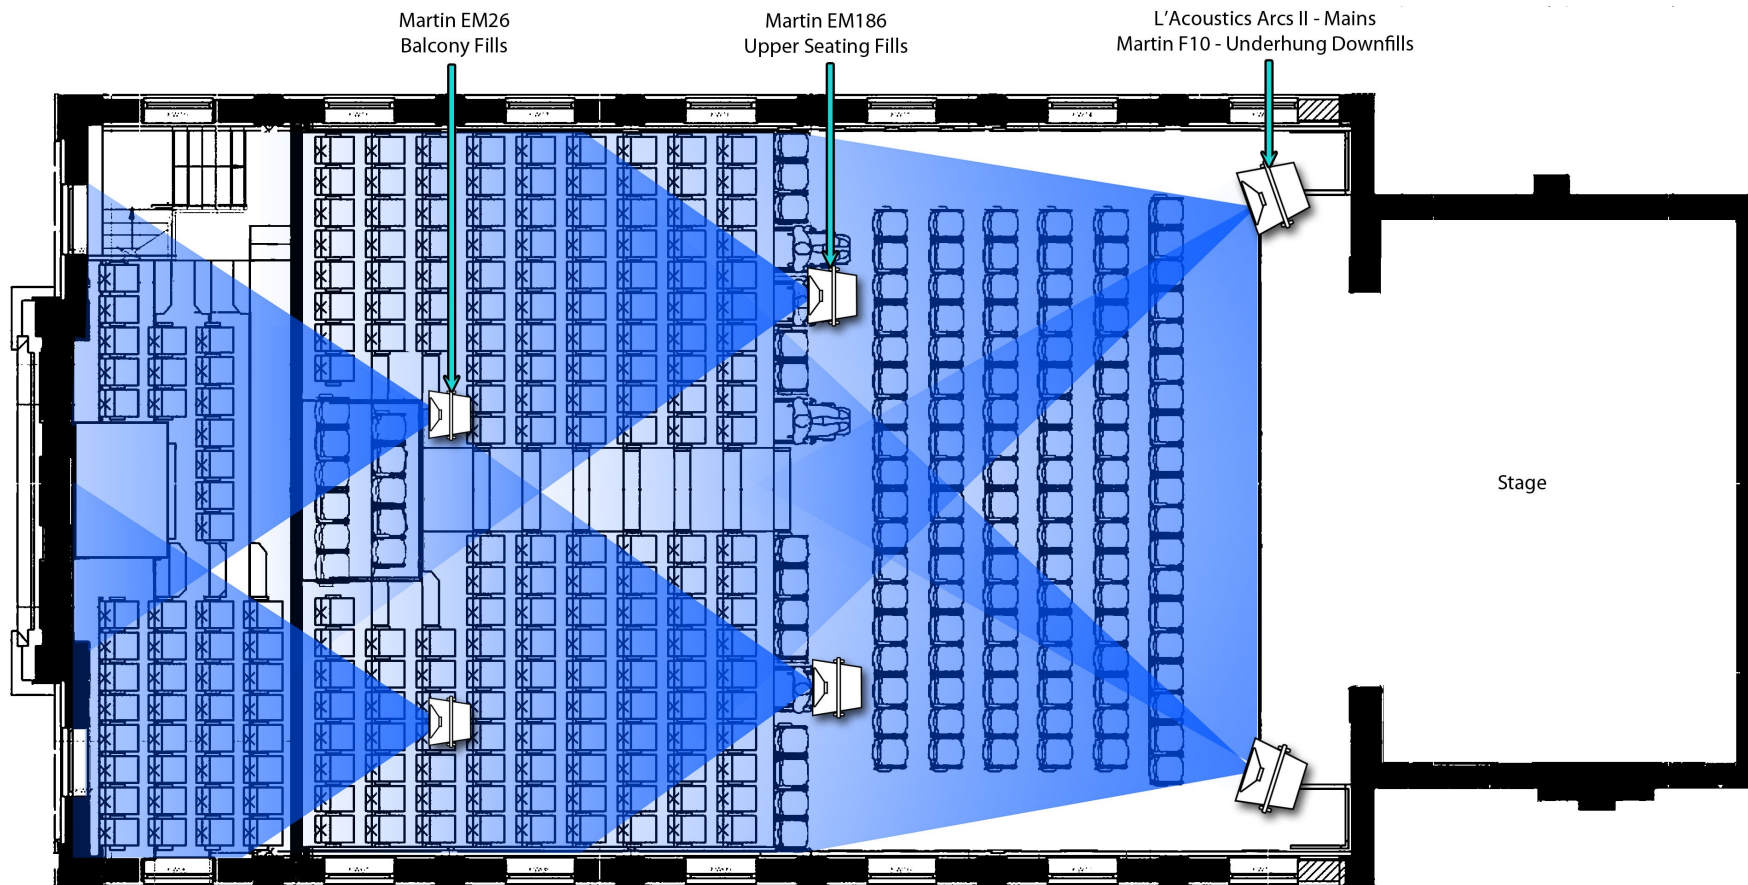 Martin EM26
Balcony Fills
Martin EM186
Upper Seating Fills
L'Acoustics Arcs II - Mains
Martin F10 - Underhung Downfills
Stage